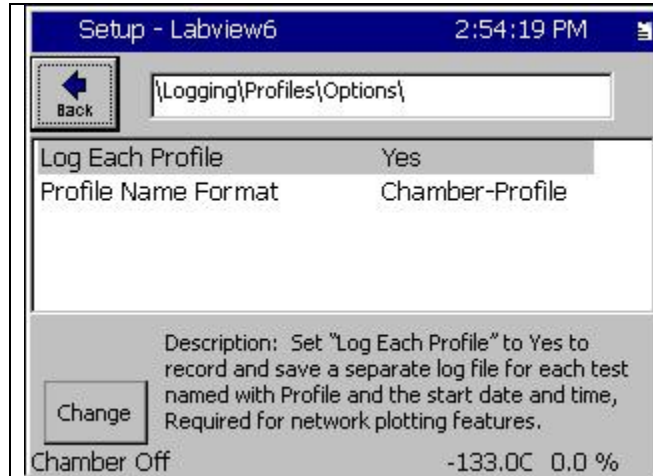 Setup - Labview6 2:54:19 PM
Back
\Logging\Profiles\Options\
Log Each Profile Yes
Profile Name Format Chamber-Profile
Description: Set "Log Each Profile" to Yes to
record and save a separate log file for each test
named with Profile and the start date and time,
Required for network plotting features.
Change
Chamber Off -133.0C 0.0 %